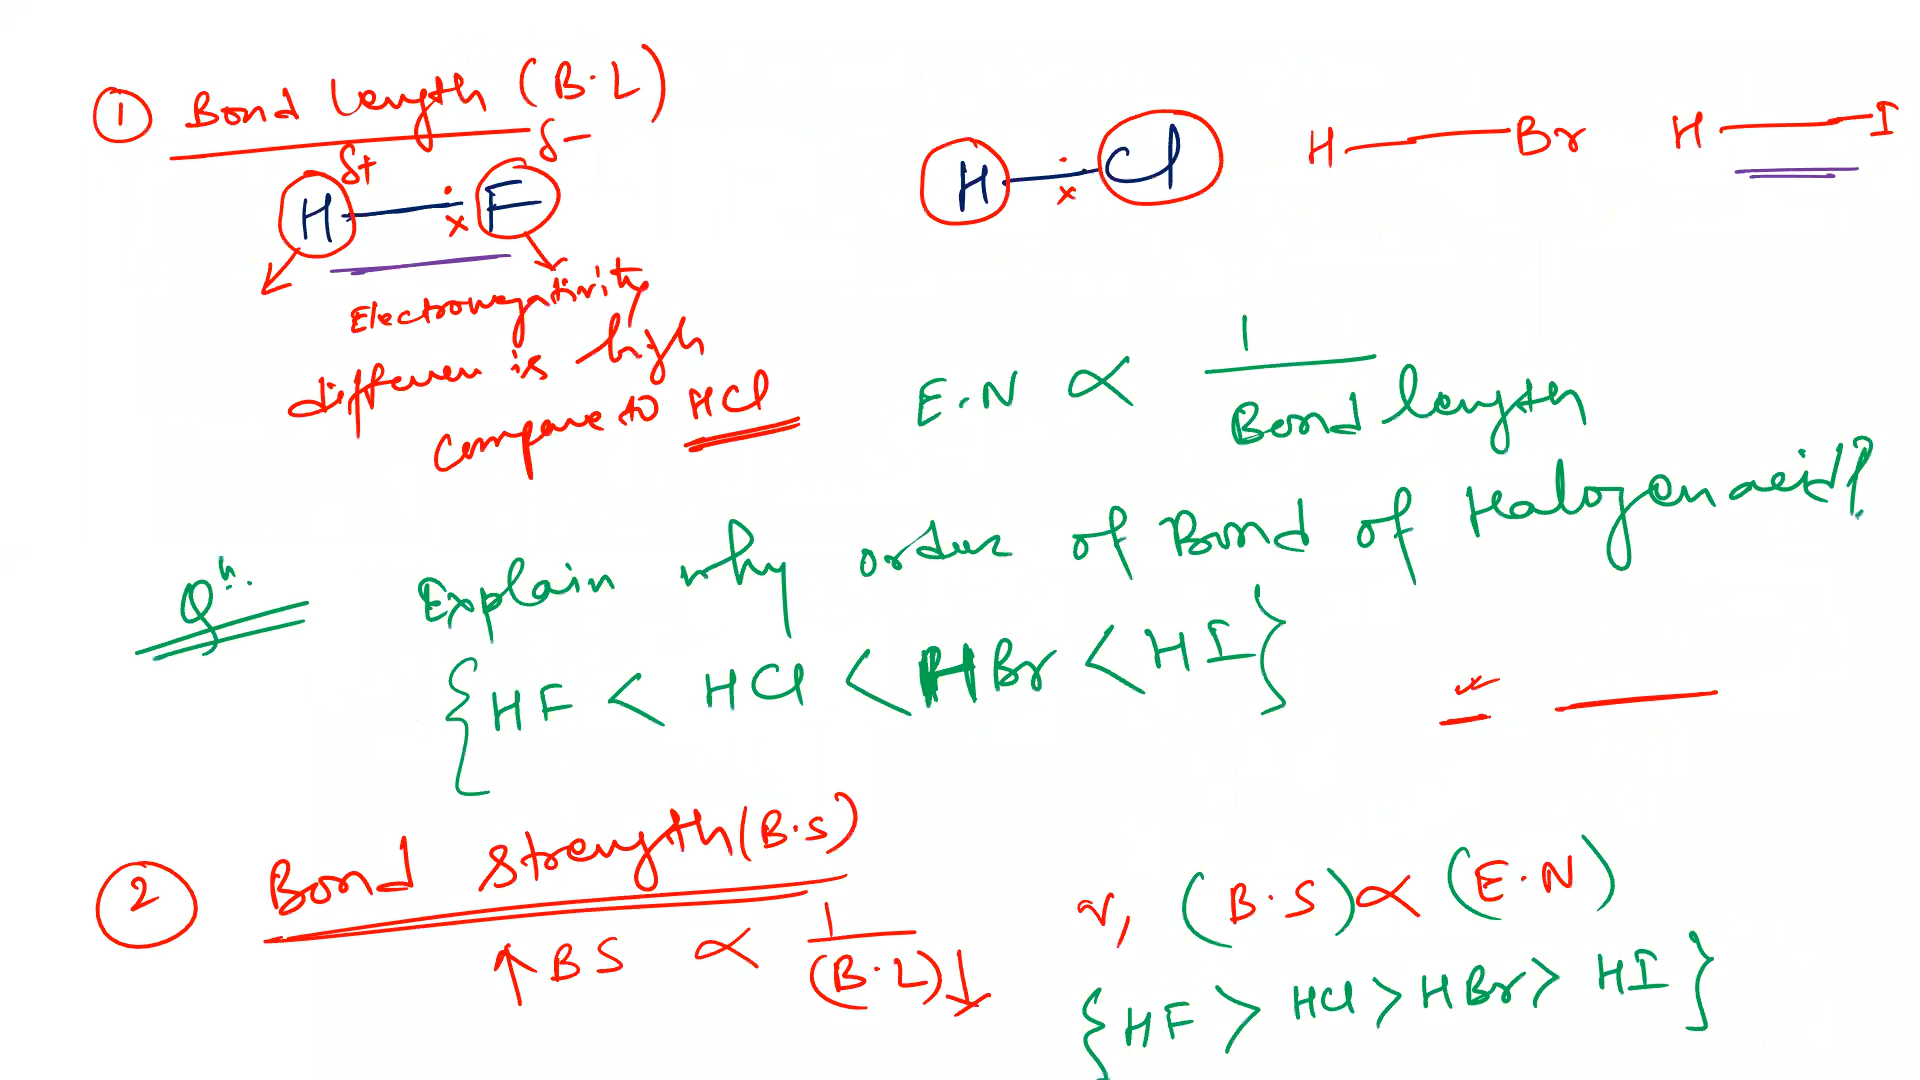 ① Bond length (B.L)
δ+ δ-
H — F
H — Cl
H — Br
H — I
Electronegativity
differen is high
compare to HCl
E.N ∝ 1 / Bond length
Qn. Explain why order of Bond of Halogen acid?
{HF < HCl < HBr < HI}
② Bond Strength (B.S)
↑ BS ∝ 1 / (B.L) ↓
r, (B.S) ∝ (E.N)
{HF > HCl > HBr > HI}